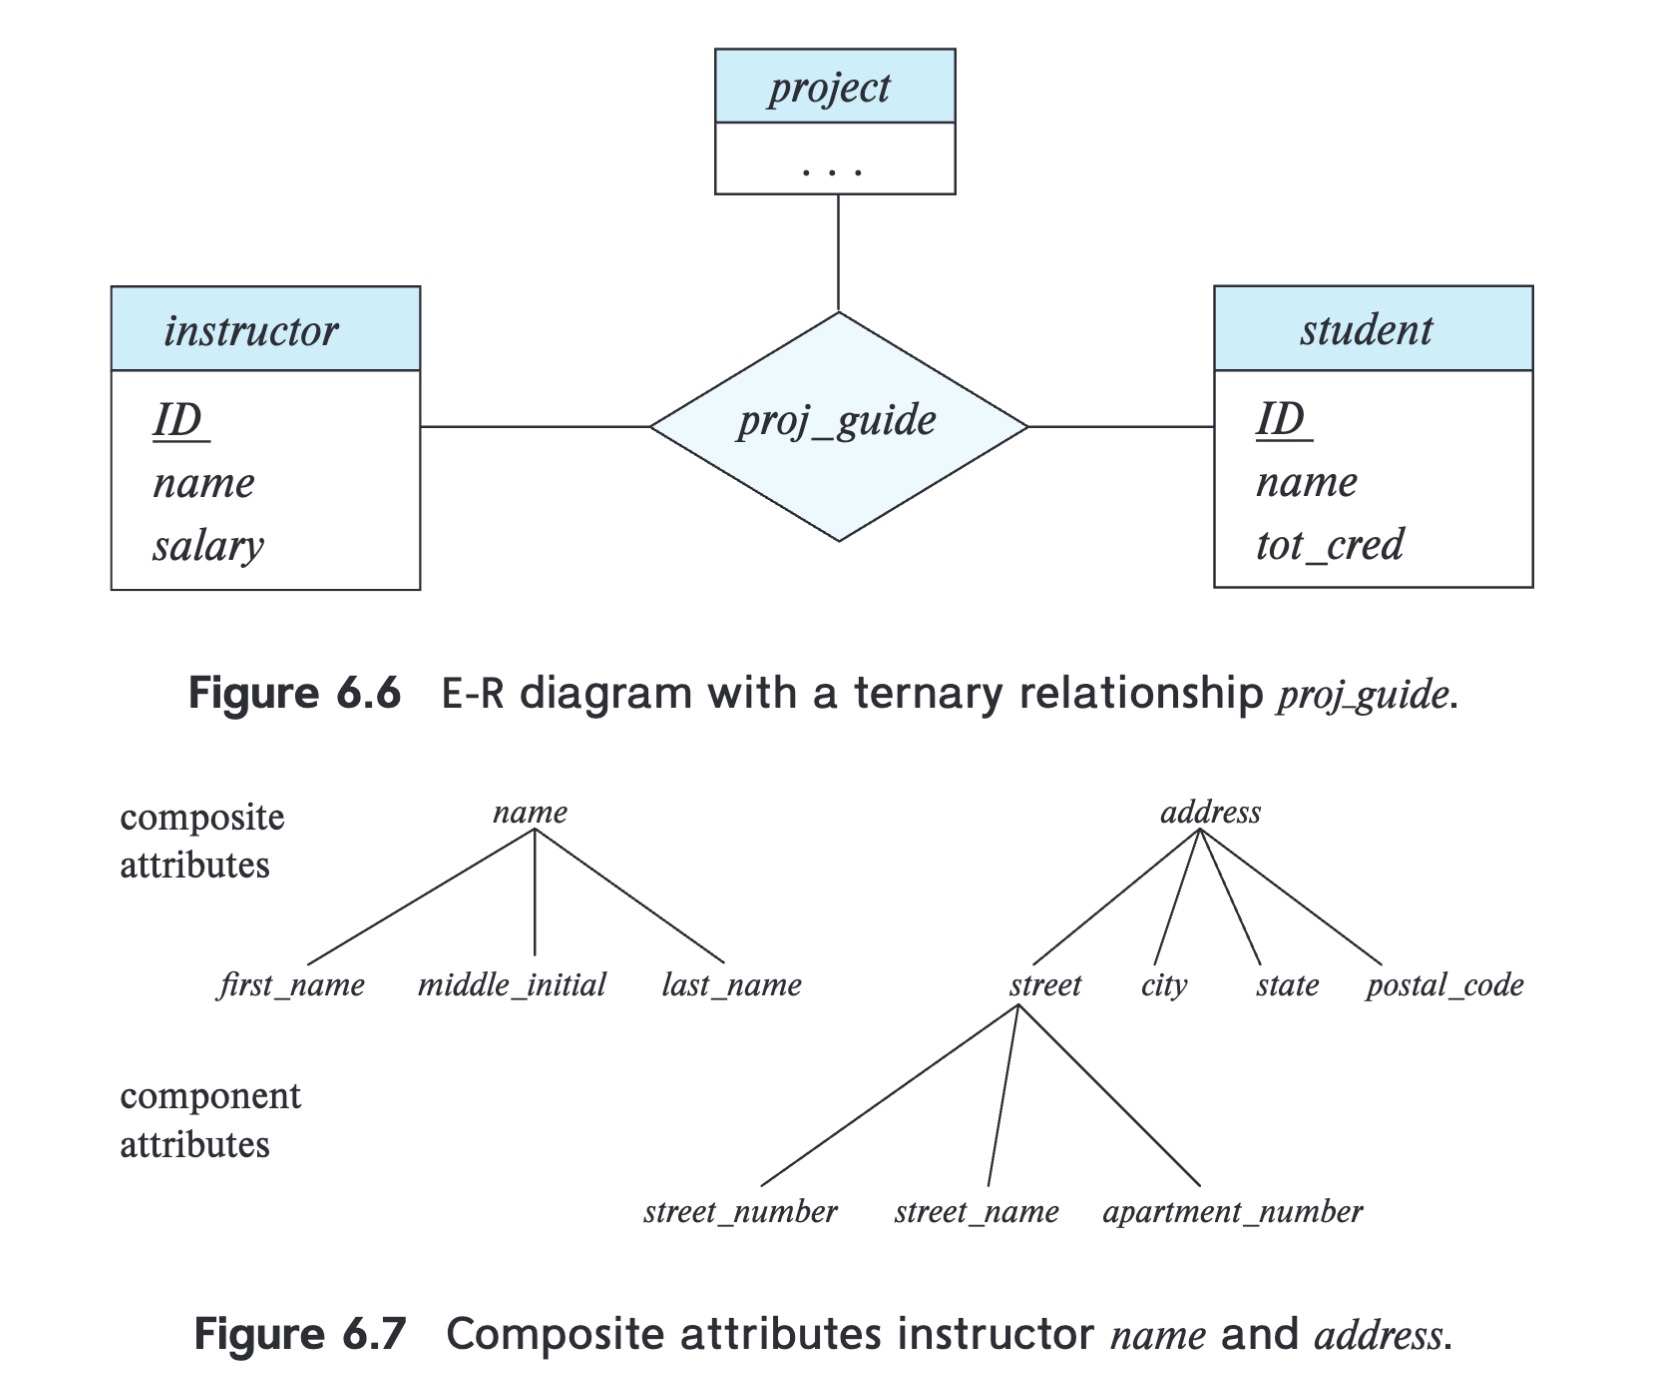 project
. . .
instructor
ID
name
salary
proj_guide
student
ID
name
tot_cred
Figure 6.6 E-R diagram with a ternary relationship proj_guide.
composite
attributes
name
address
first_name middle_initial last_name
street city state postal_code
component
attributes
street_number street_name apartment_number
Figure 6.7 Composite attributes instructor name and address.